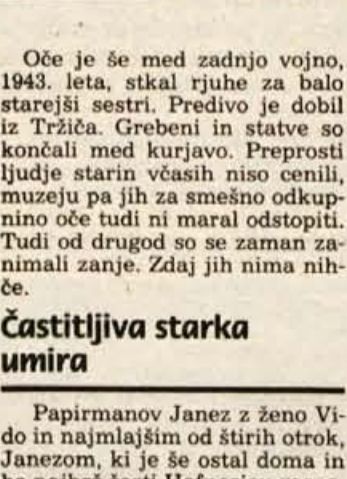 Oče je še med zadnjo vojno,
1943. leta, stkal rjuhe za balo
starejši sestri. Predivo je dobil
iz Tržiča. Grebeni in statve so
končali med kurjavo. Preprosti
ljudje starin včasih niso cenili,
muzeju pa jih za smešno odkup-
nino oče tudi ni maral odstopiti.
Tudi od drugod so se zaman za-
nimali zanje. Zdaj jih nima nih-
če.
Častitljiva starka
umira
Papirmanov Janez z ženo Vi-
do in najmlajšim od štirih otrok,
Janezom, ki je še ostal doma in